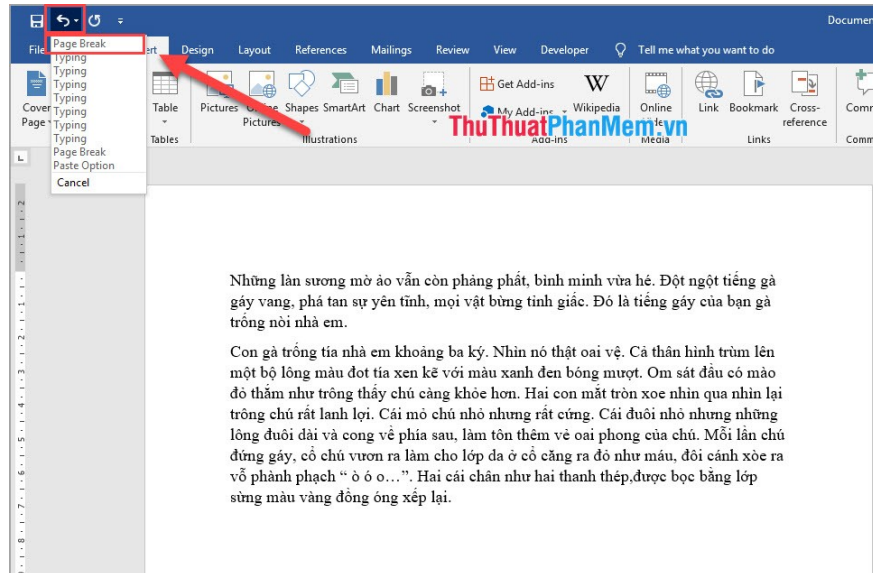 Documen
File
ert
Design
Layout
References
Mailings
Review
View
Developer
Tell me what you want to do
Page Break
Typing
Typing
Typing
Typing
Typing
Typing
Typing
Page Break
Paste Option
Cancel
Cover
Page
Table
Tables
Pictures
Pictures
Shapes
SmartArt
Chart
Screenshot
Illustrations
Get Add-ins
My Add-ins
Wikipedia
Add-ins
Online
Media
Link
Bookmark
Cross-
reference
Links
Comm
Comm
ThuThuatPhanMem.vn
Những làn sương mờ ảo vẫn còn phảng phất, bình minh vừa hé. Đột ngột tiếng gà
gáy vang, phá tan sự yên tĩnh, mọi vật bừng tỉnh giấc. Đó là tiếng gáy của bạn gà
trống nòi nhà em.
Con gà trống tía nhà em khoảng ba ký. Nhìn nó thật oai vệ. Cả thân hình trùm lên
một bộ lông màu đot tía xen kẽ với màu xanh đen bóng mượt. Om sát đầu có mào
đỏ thắm như trông thấy chú càng khỏe hơn. Hai con mắt tròn xoe nhìn qua nhìn lại
trông chú rất lanh lợi. Cái mỏ chú nhỏ nhưng rất cứng. Cái đuôi nhỏ nhưng những
lông đuôi dài và cong về phía sau, làm tôn thêm vẻ oai phong của chú. Mỗi lần chú
đứng gáy, cổ chú vươn ra làm cho lớp da ở cổ căng ra đỏ như máu, đôi cánh xòe ra
vỗ phành phạch “ ò ó o…”. Hai cái chân như hai thanh thép,được bọc bằng lớp
sừng màu vàng đồng óng xếp lại.